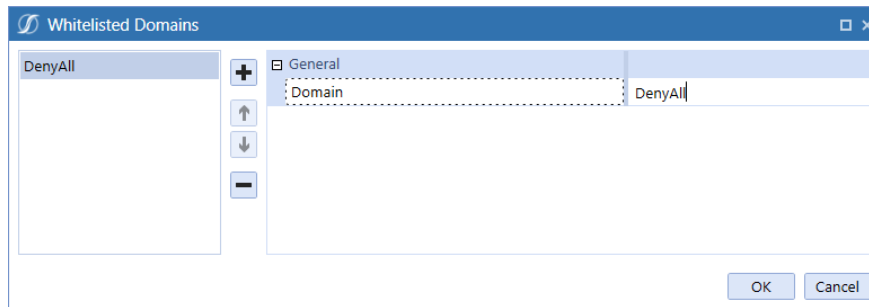 Whitelisted Domains
DenyAll
General
Domain DenyAll
OK Cancel